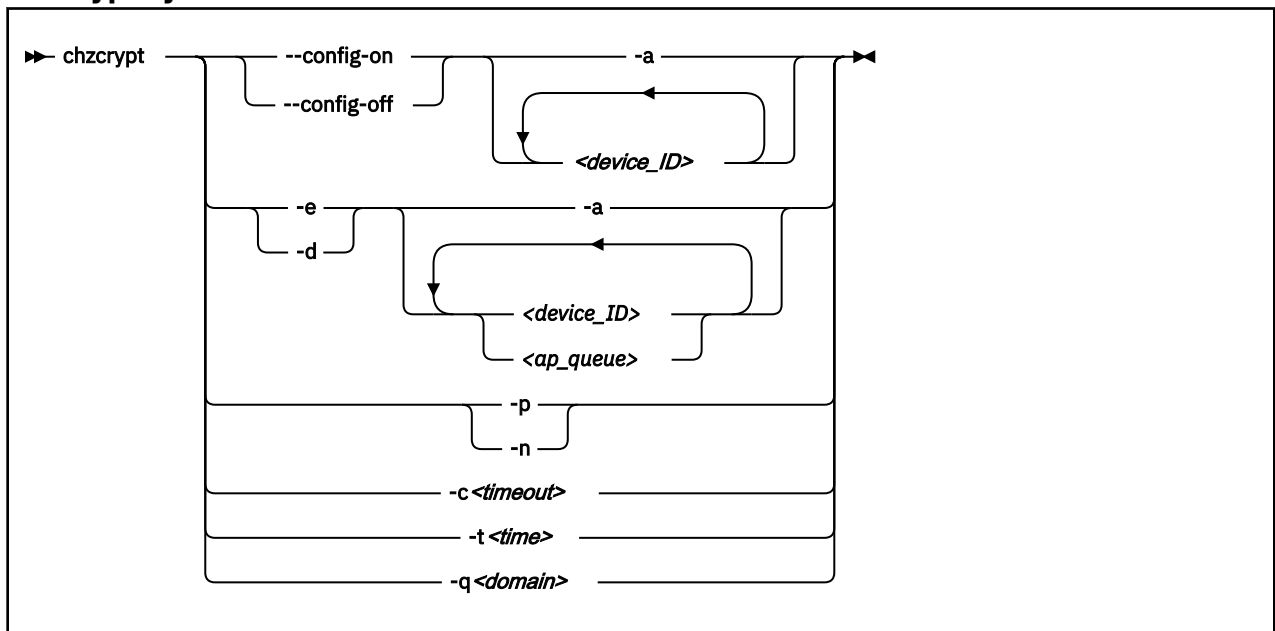 chzcrypt --config-on -a
--config-off
<device_ID>
-e -a
-d
<device_ID>
<ap_queue>
-p
-n
-c<timeout>
-t<time>
-q<domain>